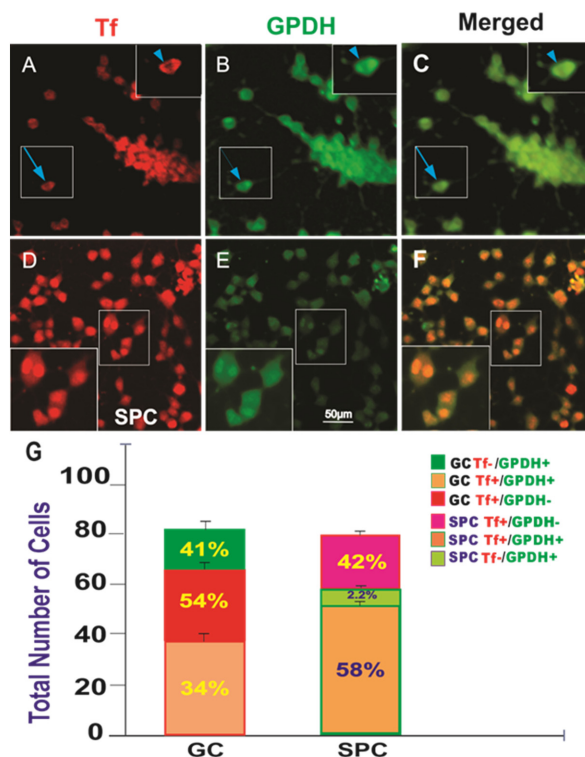 Tf GPDH Merged
A B C
D E F
SPC 50µm
G
GC Tf-/GPDH+
GC Tf+/GPDH+
GC Tf+/GPDH-
SPC Tf+/GPDH-
SPC Tf+/GPDH+
SPC Tf-/GPDH+
Total Number of Cells
100
80
60
40
20
0
41%
54%
34%
42%
2.2%
58%
GC SPC